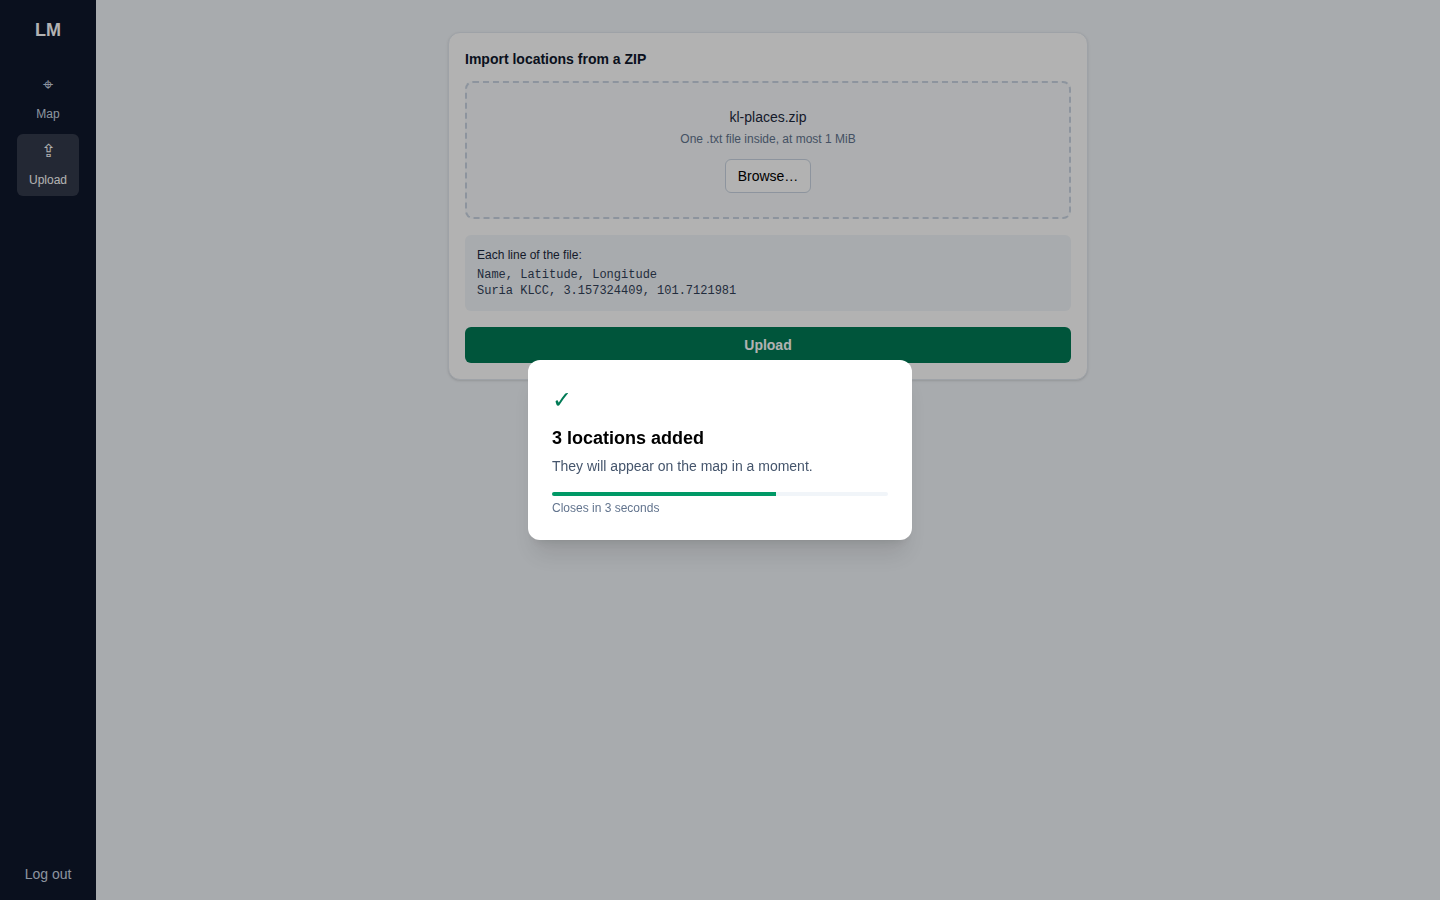 LM
Map
Upload
Log out
Import locations from a ZIP
kl-places.zip
One .txt file inside, at most 1 MiB
Browse…
Each line of the file:
Name, Latitude, Longitude
Suria KLCC, 3.157324409, 101.7121981
Upload
3 locations added
They will appear on the map in a moment.
Closes in 3 seconds